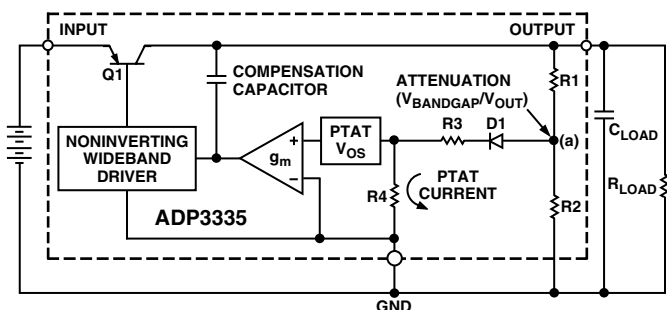 INPUT
OUTPUT
Q1
COMPENSATION
CAPACITOR
ATTENUATION
(VBANDGAP/VOUT)
R1
R3
D1
(a)
CLOAD
NONINVERTING
WIDEBAND
DRIVER
gm
+
−
PTAT
VOS
R4
PTAT
CURRENT
R2
RLOAD
ADP3335
GND